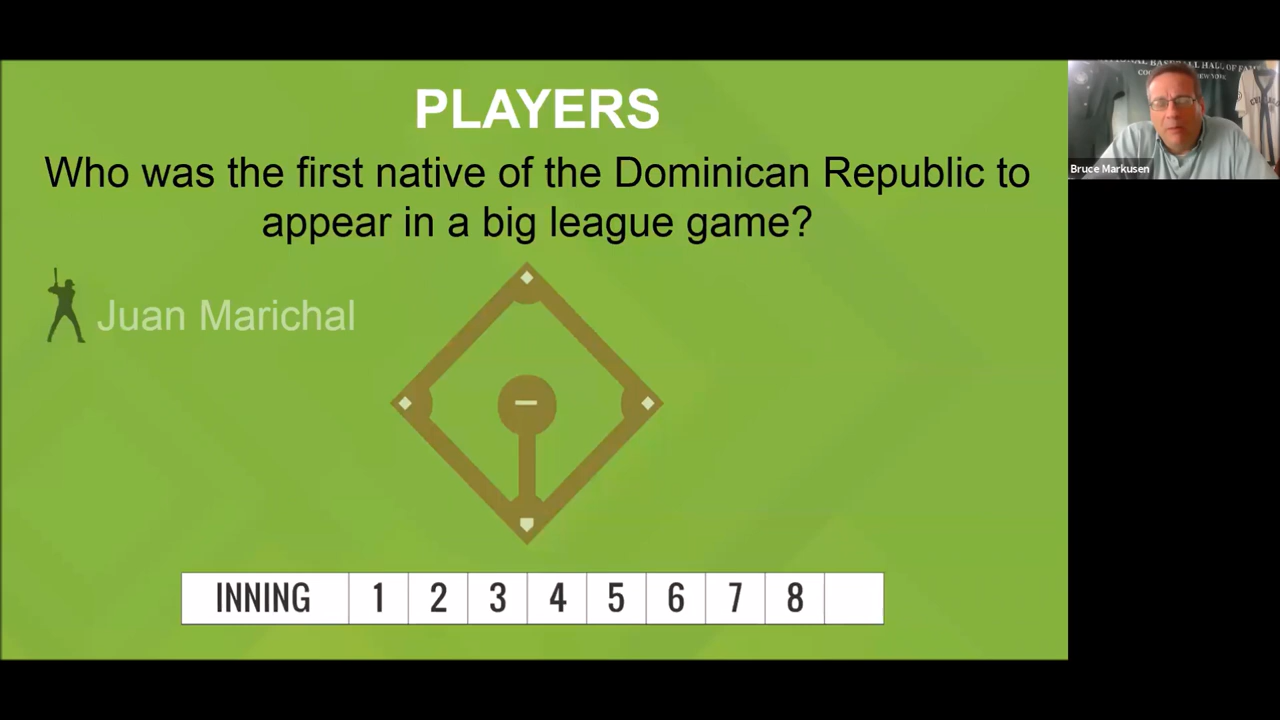 PLAYERS
Who was the first native of the Dominican Republic to
appear in a big league game?
Juan Marichal
INNING 1 2 3 4 5 6 7 8
Bruce Markusen